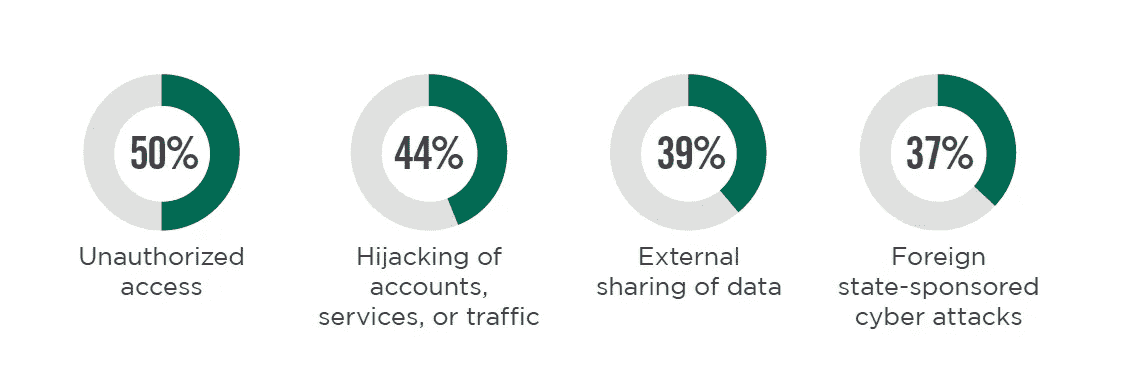 50%
Unauthorized
access
44%
Hijacking of
accounts,
services, or traffic
39%
External
sharing of data
37%
Foreign
state-sponsored
cyber attacks